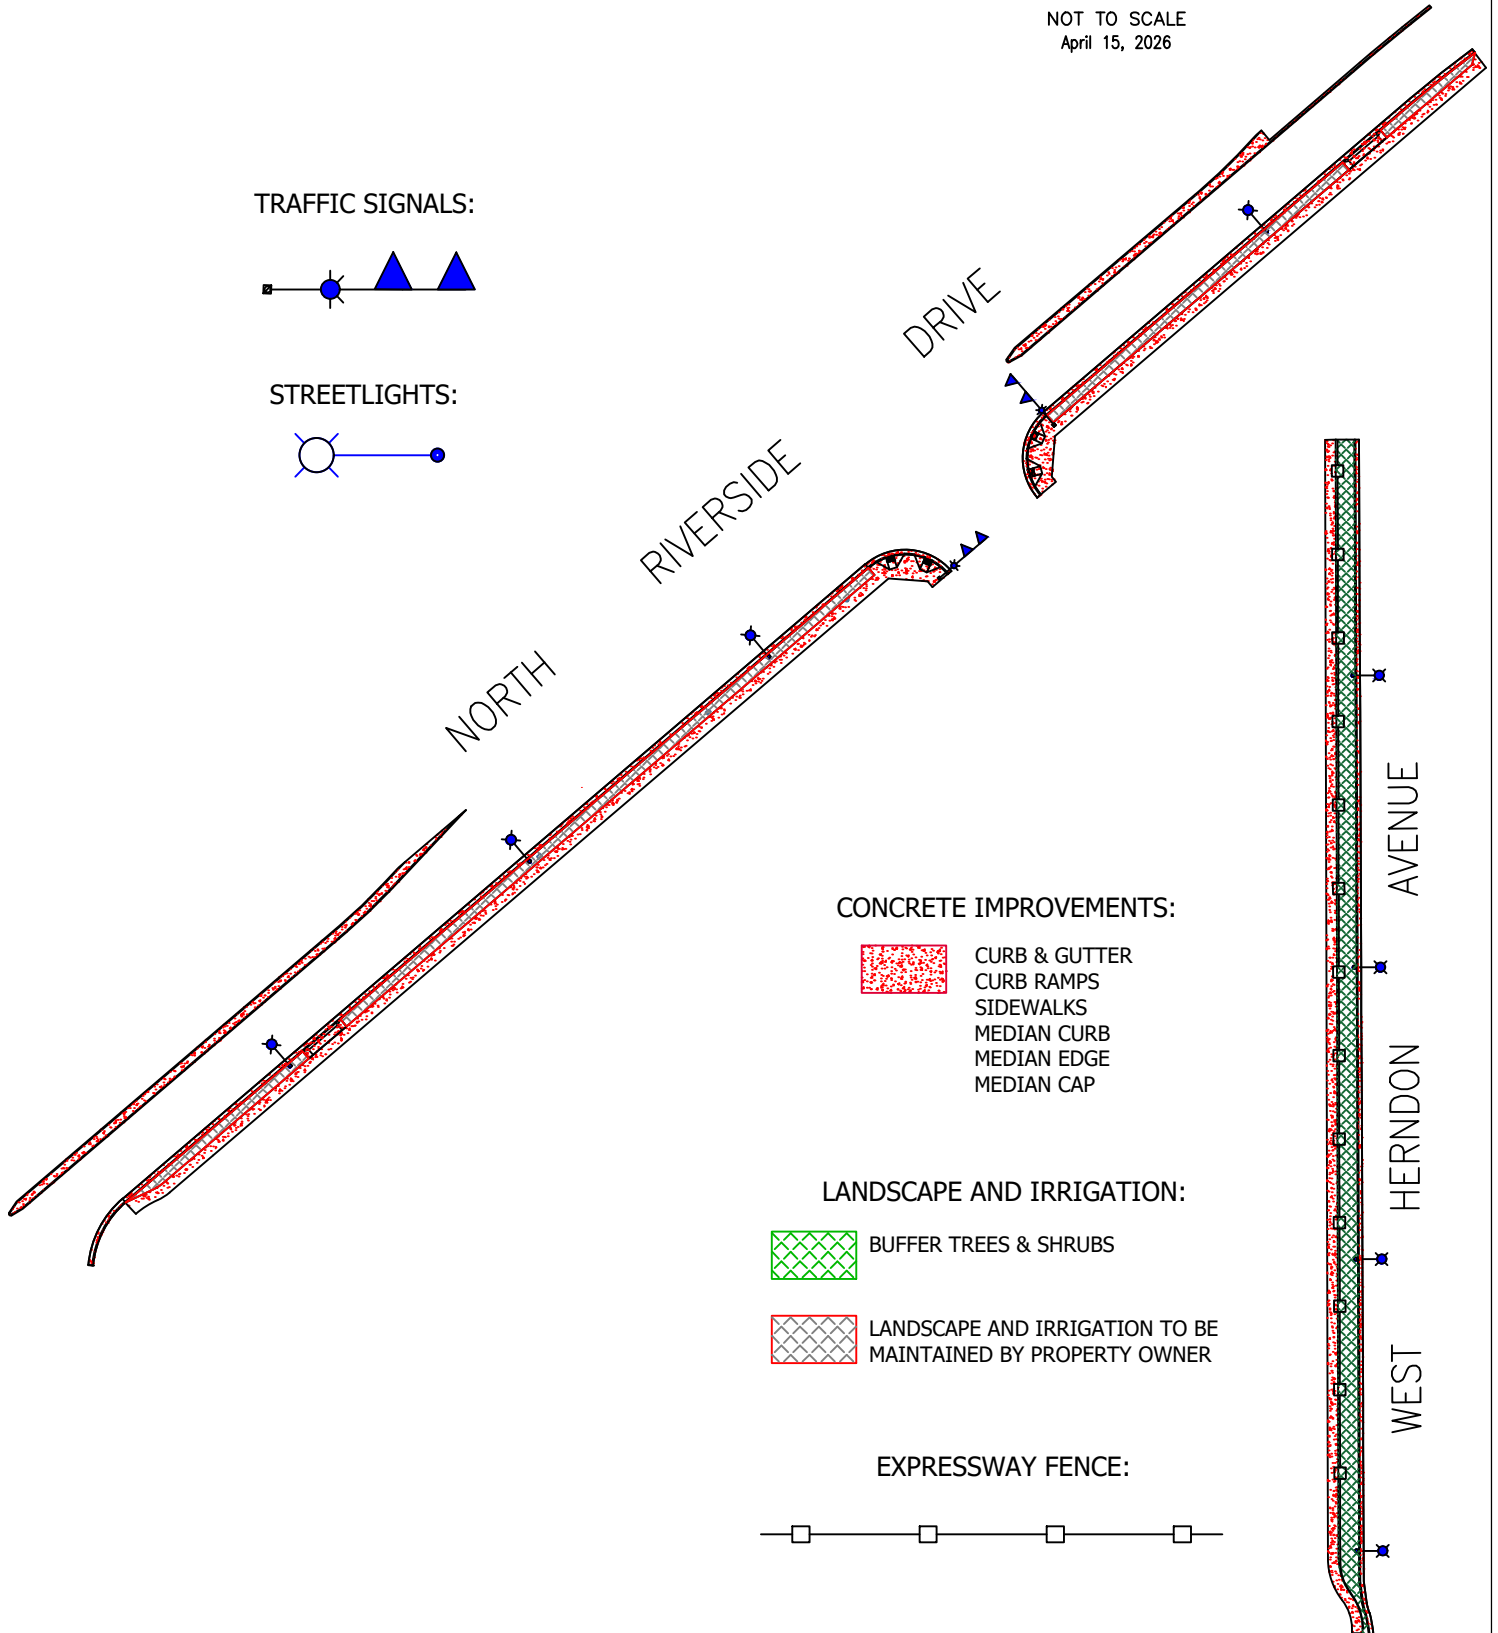 NOT TO SCALE
April 15, 2026
TRAFFIC SIGNALS:
STREETLIGHTS:
NORTH RIVERSIDE DRIVE
CONCRETE IMPROVEMENTS:
CURB & GUTTER
CURB RAMPS
SIDEWALKS
MEDIAN CURB
MEDIAN EDGE
MEDIAN CAP
LANDSCAPE AND IRRIGATION:
BUFFER TREES & SHRUBS
LANDSCAPE AND IRRIGATION TO BE
MAINTAINED BY PROPERTY OWNER
EXPRESSWAY FENCE:
WEST HERNDON AVENUE